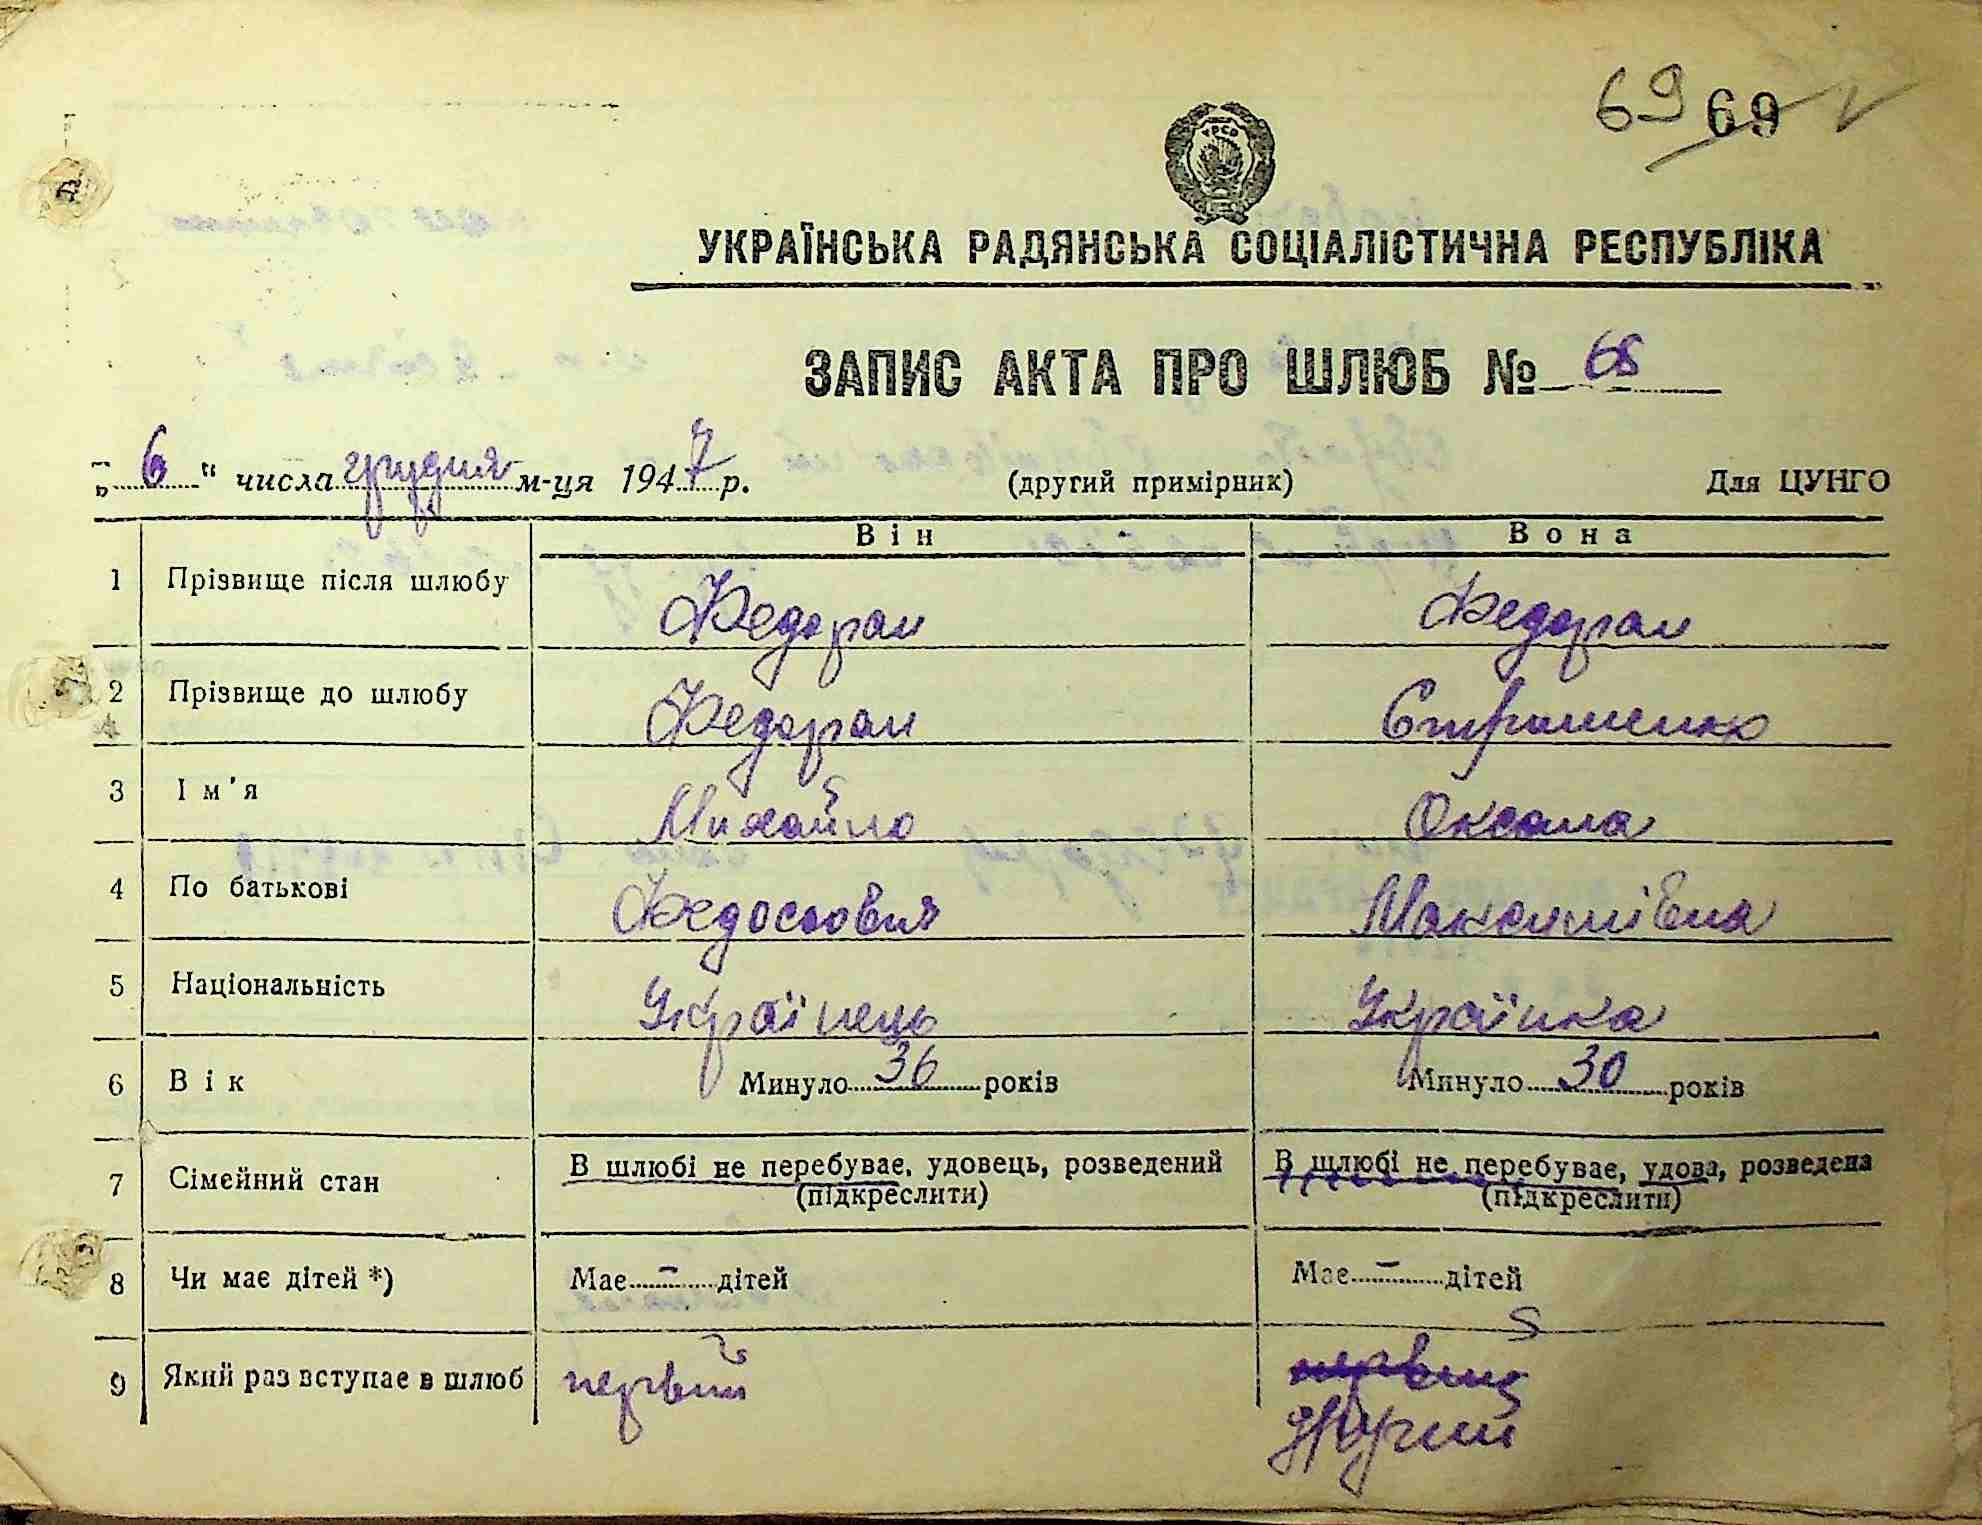 69 69
УРСР
УКРАЇНСЬКА РАДЯНСЬКА СОЦІАЛІСТИЧНА РЕСПУБЛІКА
ЗАПИС АКТА ПРО ШЛЮБ № 68
„ 6 " числа грудня м-ця 1947 р. (другий примірник) Для ЦУНГО
Він Вона
1 Прізвище після шлюбу Федоран Федоран
2 Прізвище до шлюбу Федоран
3 Ім'я Михайло Оксана
4 По батькові Федосович Максимівна
5 Національність Українець Українка
6 Вік Минуло 36 років Минуло 30 років
7 Сімейний стан В шлюбі не перебуває, удовець, розведений В шлюбі не перебуває, удова, розведена
(підкреслити) (підкреслити)
8 Чи має дітей *) Має - дітей Має - дітей
9 Який раз вступає в шлюб первий первий
другий